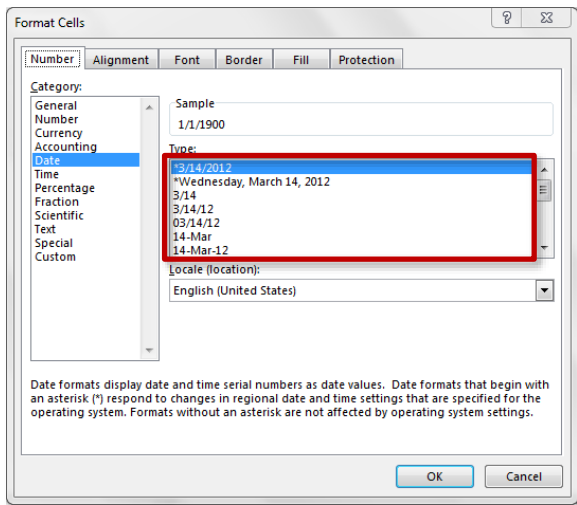 Format Cells
?
Number Alignment Font Border Fill Protection
Category:
General
Number
Currency
Accounting
Date
Time
Percentage
Fraction
Scientific
Text
Special
Custom
Sample
1/1/1900
Type:
*3/14/2012
*Wednesday, March 14, 2012
3/14
3/14/12
03/14/12
14-Mar
14-Mar-12
Locale (location):
English (United States)
Date formats display date and time serial numbers as date values.  Date formats that begin with
an asterisk (*) respond to changes in regional date and time settings that are specified for the
operating system. Formats without an asterisk are not affected by operating system settings.
OK Cancel